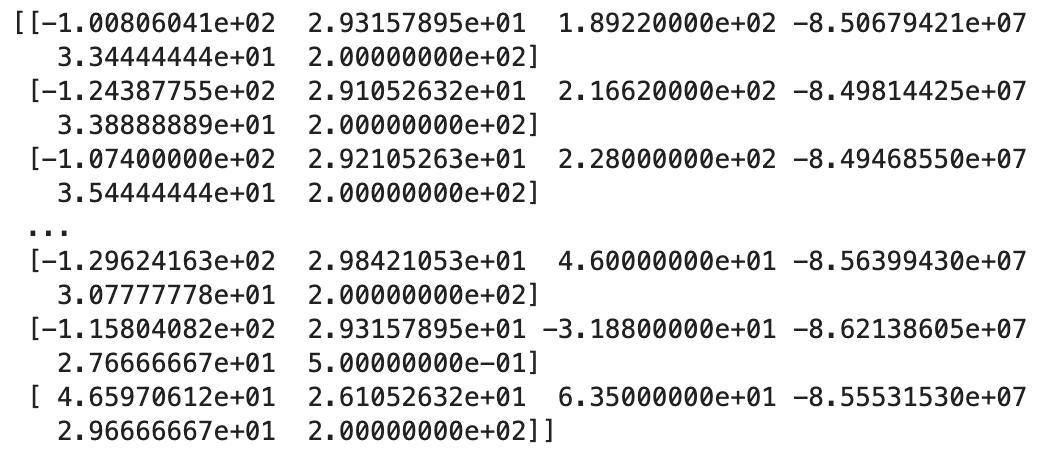 [[-1.00806041e+02  2.93157895e+01  1.89220000e+02 -8.50679421e+07
   3.34444444e+01  2.00000000e+02]
 [-1.24387755e+02  2.91052632e+01  2.16620000e+02 -8.49814425e+07
   3.38888889e+01  2.00000000e+02]
 [-1.07400000e+02  2.92105263e+01  2.28000000e+02 -8.49468550e+07
   3.54444444e+01  2.00000000e+02]
 ...
 [-1.29624163e+02  2.98421053e+01  4.60000000e+01 -8.56399430e+07
   3.07777778e+01  2.00000000e+02]
 [-1.15804082e+02  2.93157895e+01 -3.18800000e+01 -8.62138605e+07
   2.76666667e+01  5.00000000e-01]
 [ 4.65970612e+01  2.61052632e+01  6.35000000e+01 -8.55531530e+07
   2.96666667e+01  2.00000000e+02]]